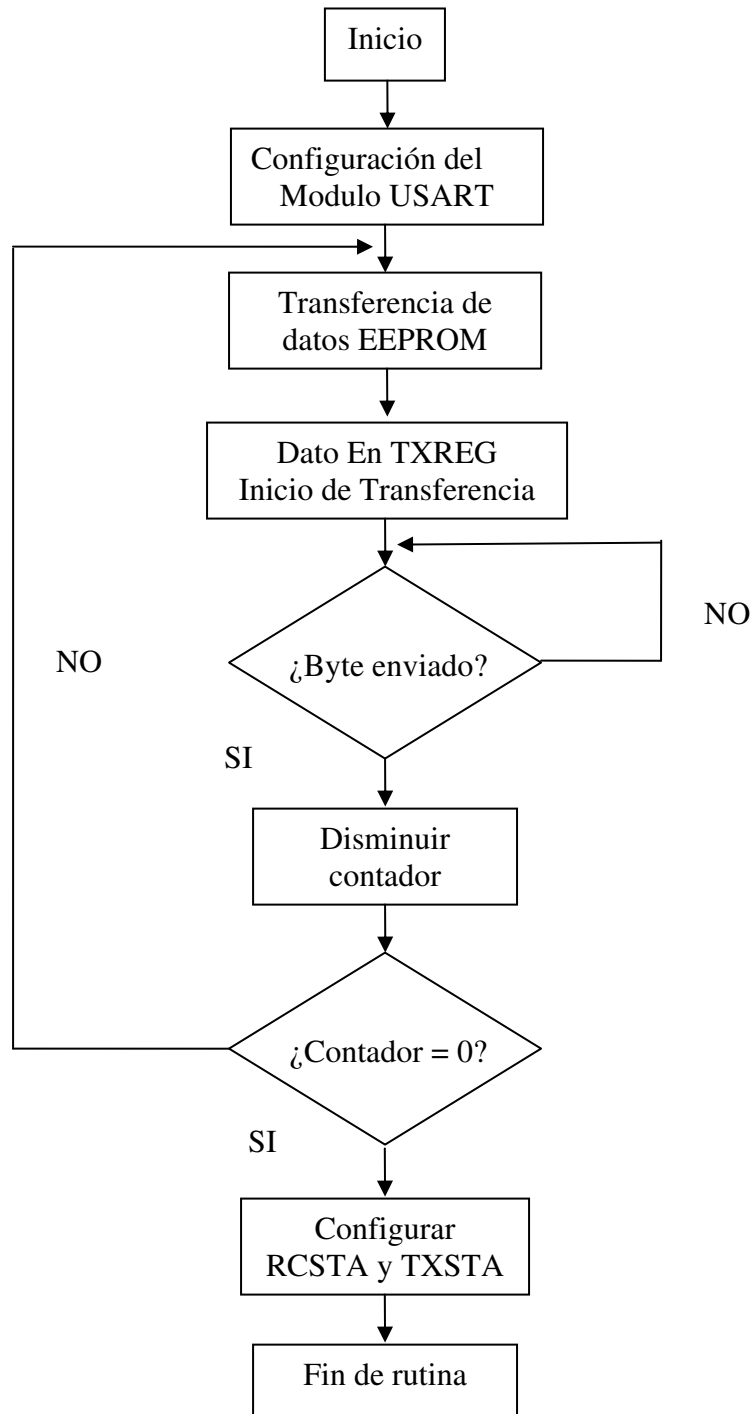 Inicio
Configuración del
Modulo USART
Transferencia de
datos EEPROM
Dato En TXREG
Inicio de Transferencia
NO
NO
¿Byte enviado?
SI
Disminuir
contador
¿Contador = 0?
SI
Configurar
RCSTA y TXSTA
Fin de rutina